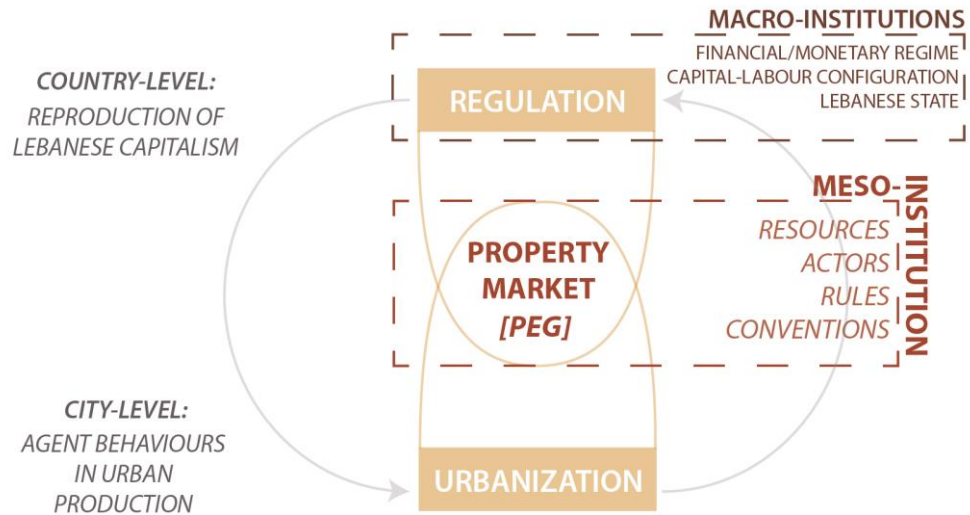 MACRO-INSTITUTIONS
FINANCIAL/MONETARY REGIME
CAPITAL-LABOUR CONFIGURATION
LEBANESE STATE
COUNTRY-LEVEL:
REPRODUCTION OF
LEBANESE CAPITALISM
REGULATION
MESO-
INSTITUTION
RESOURCES
ACTORS
RULES
CONVENTIONS
PROPERTY
MARKET
[PEG]
CITY-LEVEL:
AGENT BEHAVIOURS
IN URBAN
PRODUCTION
URBANIZATION